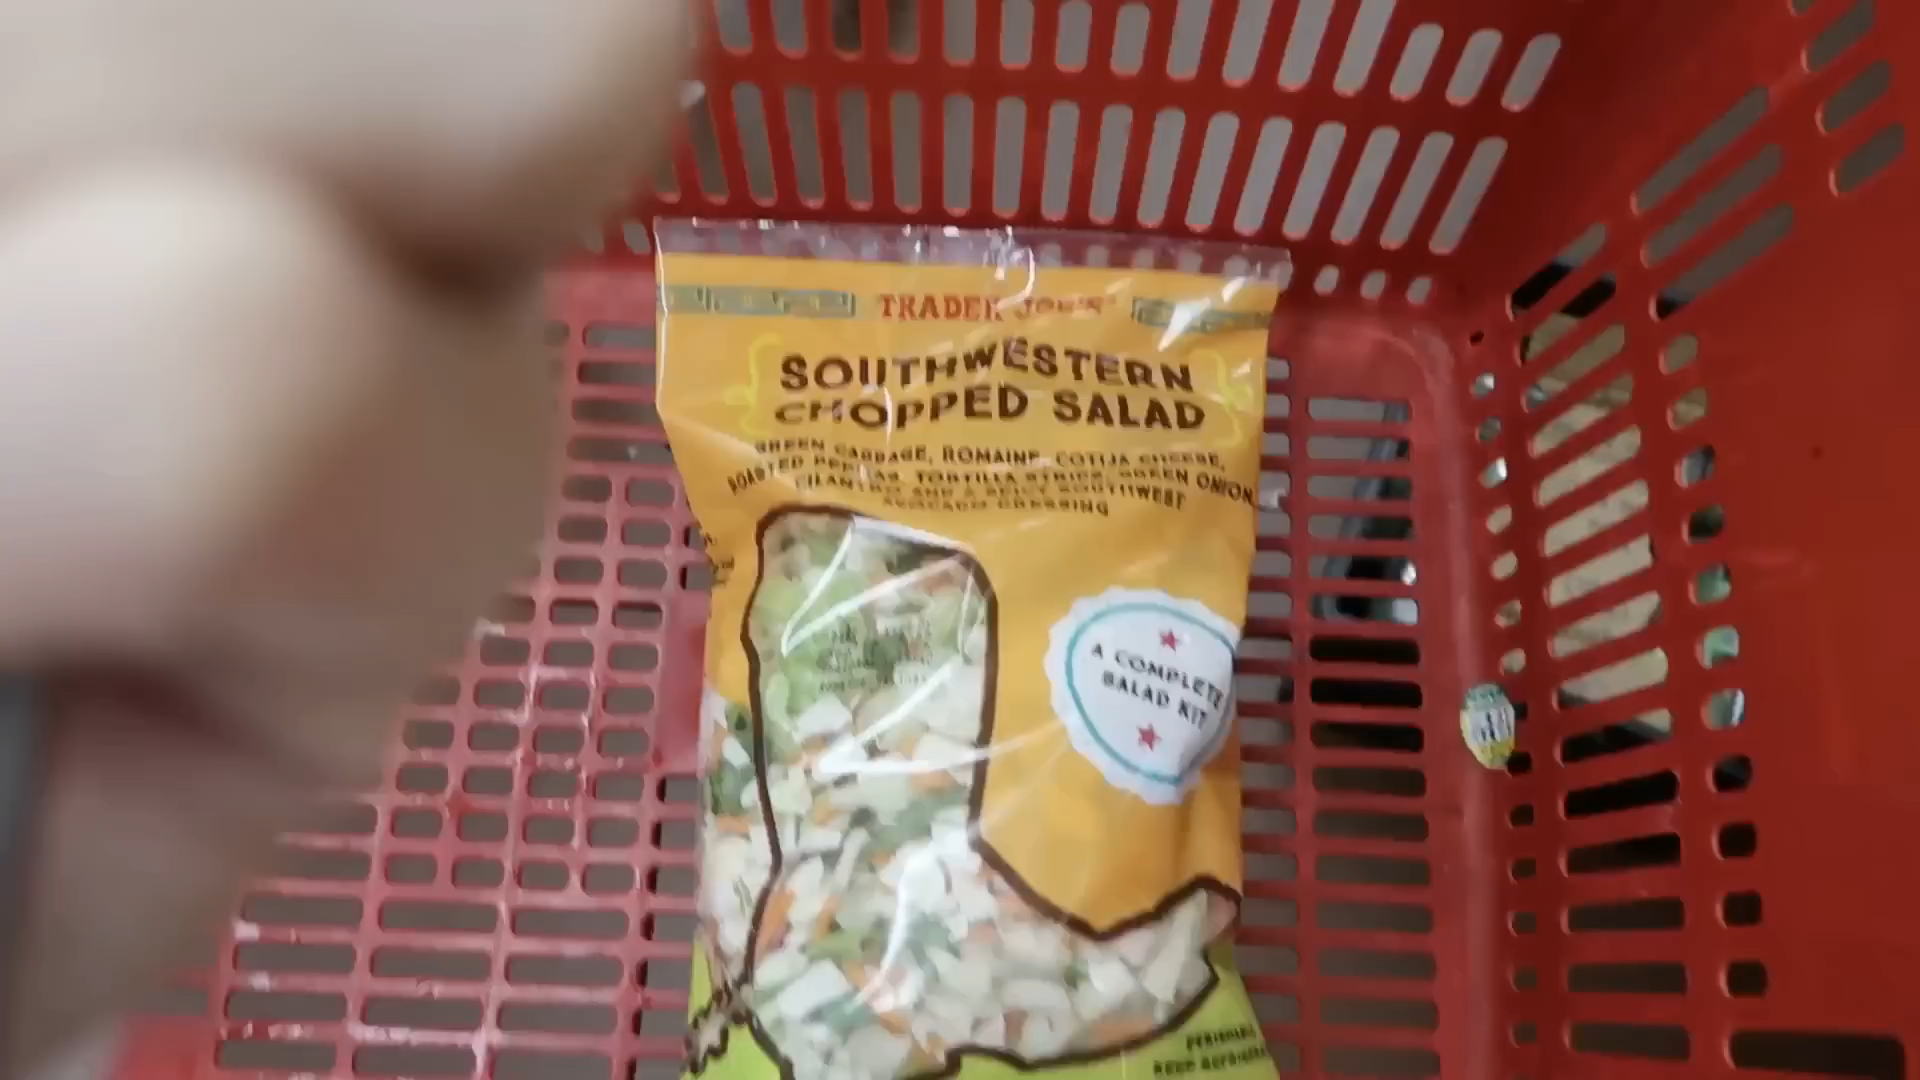 TRADER JOE'S
SOUTHWESTERN
CHOPPED SALAD
GREEN CABBAGE, ROMAINE, COTIJA CHEESE,
ROASTED PEPITAS, TORTILLA STRIPS, GREEN ONION,
CILANTRO AND A SPICY SOUTHWEST
AVOCADO DRESSING
A COMPLETE
SALAD KIT
PERISHABLE
KEEP REFRIGERATED